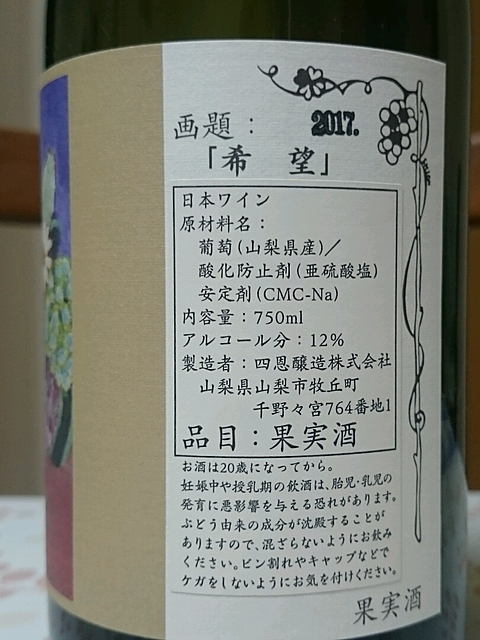 画題： 2017.
「希 望」
日本ワイン
原材料名：
葡萄(山梨県産)／
酸化防止剤(亜硫酸塩)
安定剤(CMC-Na)
内容量：750ml
アルコール分：12%
製造者：四恩醸造株式会社
山梨県山梨市牧丘町
千野々宮764番地1
品目：果実酒
お酒は20歳になってから。
妊娠中や授乳期の飲酒は、胎児・乳児の
発育に悪影響を与える恐れがあります。
ぶどう由来の成分が沈殿することが
ありますので、混ざらないようにお飲み
ください。ビン割れやキャップなどで
ケガをしないようにお気を付けください。
果実酒